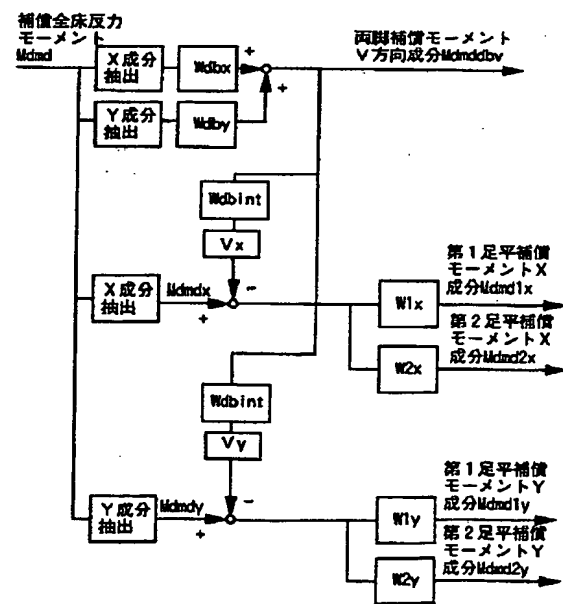 補償全床反力
モーメント
Mdmd
X成分
抽出
Wdbx
+
+
両脚補償モーメント
V方向成分Mdmddbv
Y成分
抽出
Wdby
Wdbint
Vx
-
X成分
抽出
Mdmdx
+
W1x
第1足平補償
モーメントX
成分Mdmd1x
第2足平補償
モーメントX
成分Mdmd2x
W2x
Wdbint
Vy
-
Y成分
抽出
Mdmdy
+
W1y
第1足平補償
モーメントY
成分Mdmd1y
第2足平補償
モーメントY
成分Mdmd2y
W2y